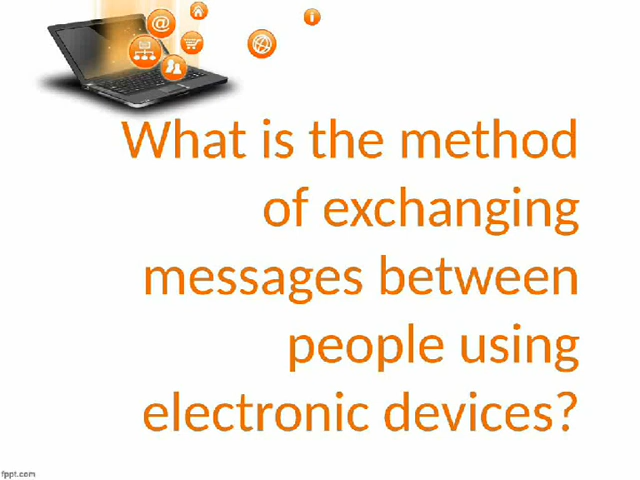 What is the method
of exchanging
messages between
people using
electronic devices?
fppt.com